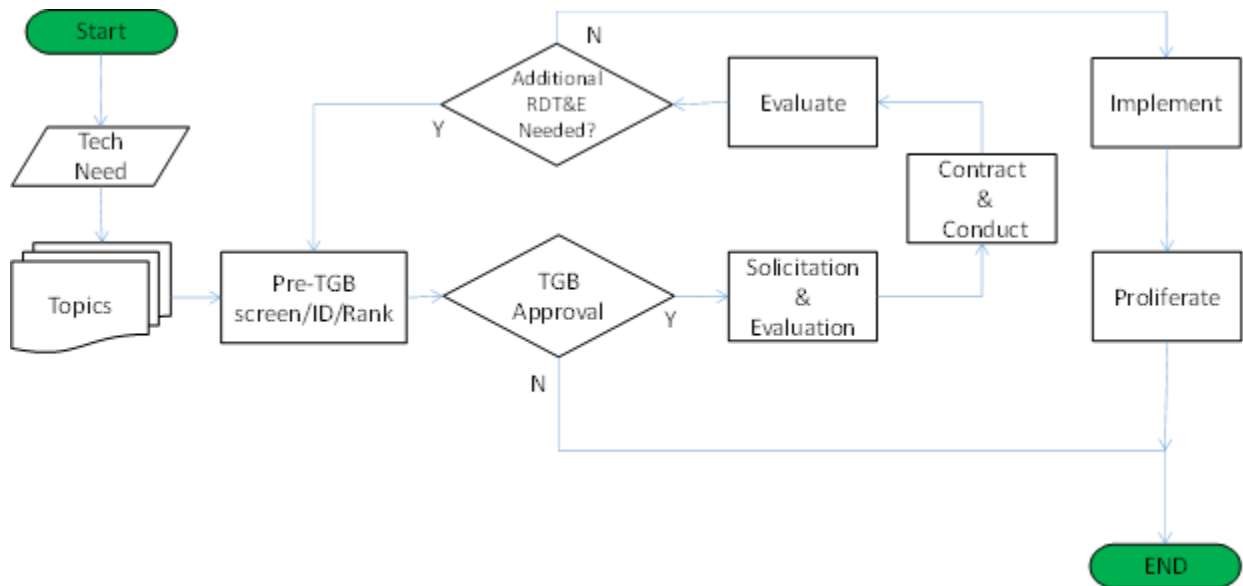 Start
Tech
Need
Topics
Pre-TGB
screen/ID/Rank
TGB
Approval
Y
N
Solicitation
&
Evaluation
Contract
&
Conduct
Evaluate
Additional
RDT&E
Needed?
Y
N
Implement
Proliferate
END